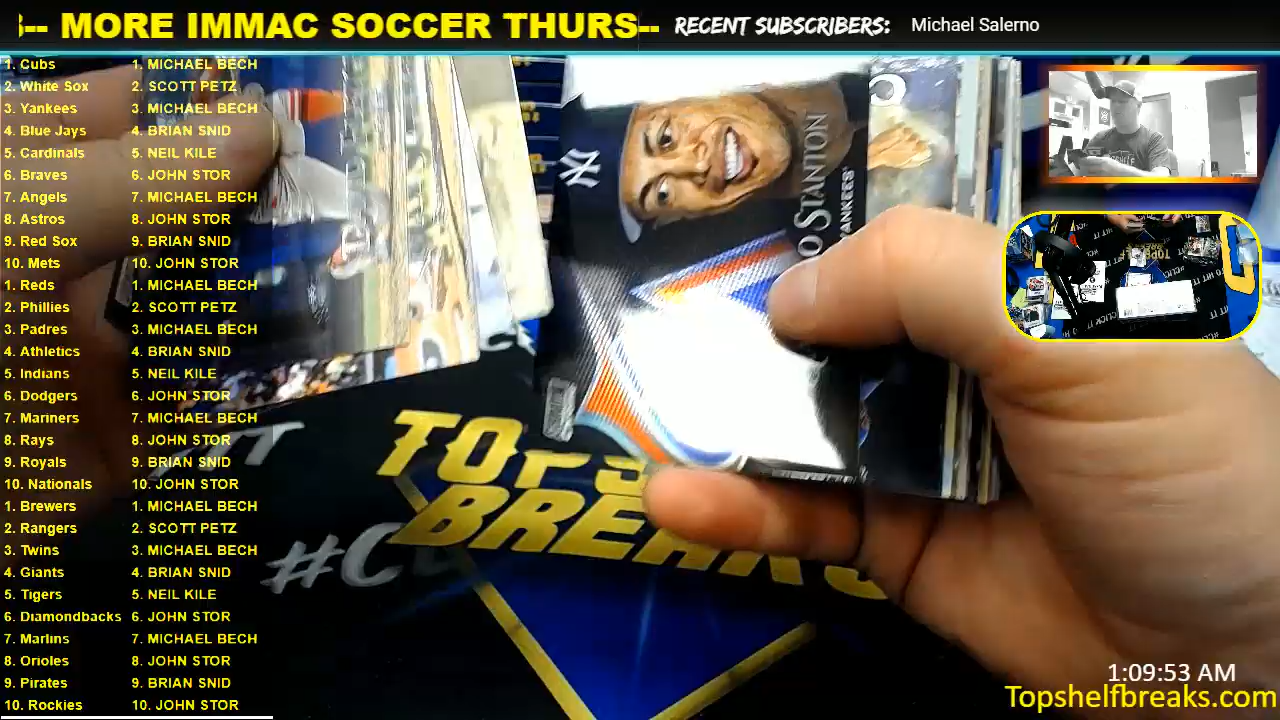 -- MORE IMMAC SOCCER THURS--
RECENT SUBSCRIBERS: Michael Salerno
1. Cubs 1. MICHAEL BECH
2. White Sox 2. SCOTT PETZ
3. Yankees 3. MICHAEL BECH
4. Blue Jays 4. BRIAN SNID
5. Cardinals 5. NEIL KILE
6. Braves 6. JOHN STOR
7. Angels 7. MICHAEL BECH
8. Astros 8. JOHN STOR
9. Red Sox 9. BRIAN SNID
10. Mets 10. JOHN STOR
1. Reds 1. MICHAEL BECH
2. Phillies 2. SCOTT PETZ
3. Padres 3. MICHAEL BECH
4. Athletics 4. BRIAN SNID
5. Indians 5. NEIL KILE
6. Dodgers 6. JOHN STOR
7. Mariners 7. MICHAEL BECH
8. Rays 8. JOHN STOR
9. Royals 9. BRIAN SNID
10. Nationals 10. JOHN STOR
1. Brewers 1. MICHAEL BECH
2. Rangers 2. SCOTT PETZ
3. Twins 3. MICHAEL BECH
4. Giants 4. BRIAN SNID
5. Tigers 5. NEIL KILE
6. Diamondbacks 6. JOHN STOR
7. Marlins 7. MICHAEL BECH
8. Orioles 8. JOHN STOR
9. Pirates 9. BRIAN SNID
10. Rockies 10. JOHN STOR
NY
O STANTON
YANKEES
TOP S
BREAKS
#C
1:09:53 AM
Topshelfbreaks.com